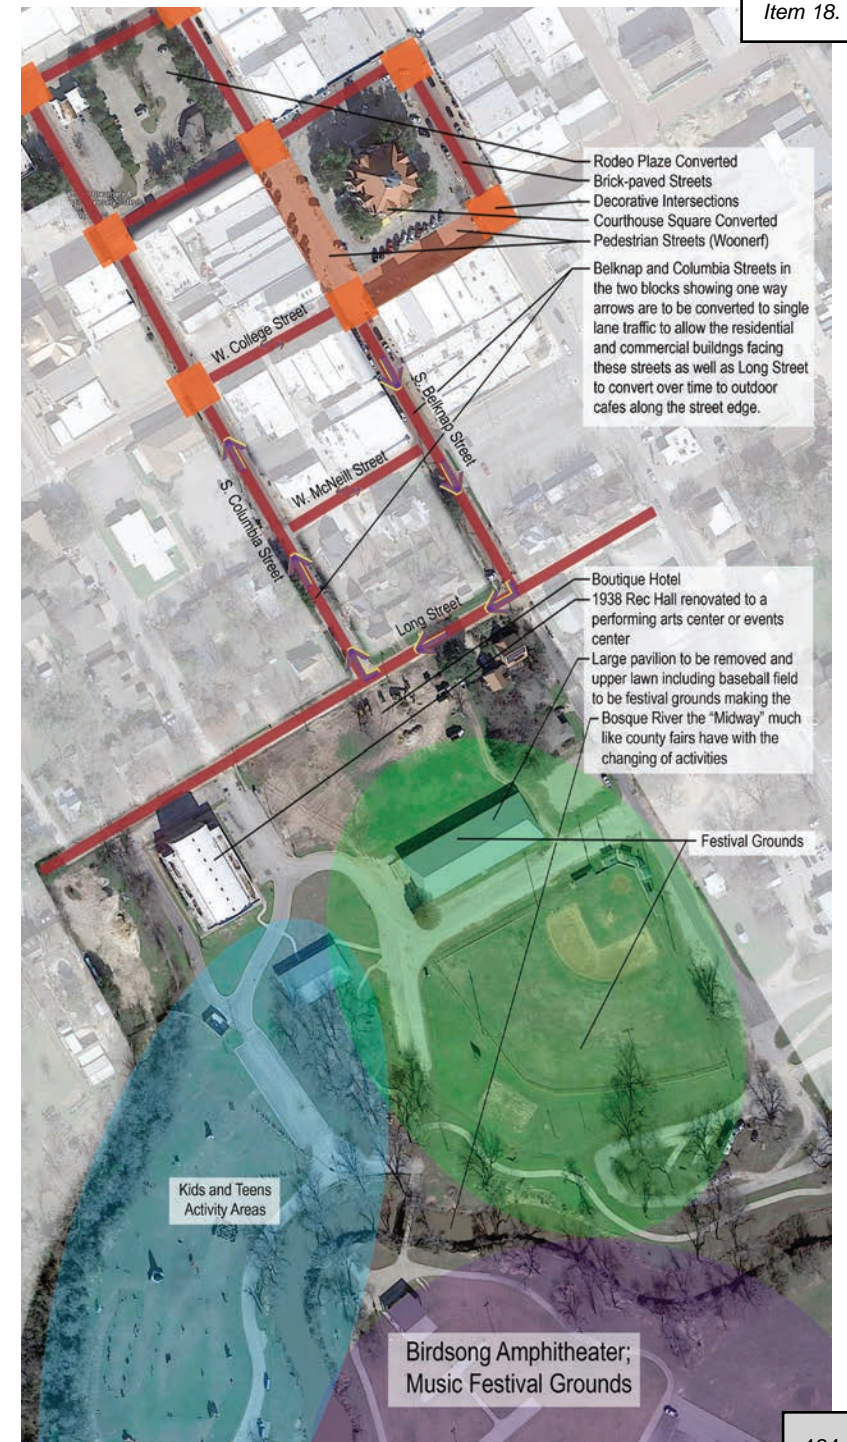 Item 18.
Rodeo Plaze Converted
Brick-paved Streets
Decorative Intersections
Courthouse Square Converted
Pedestrian Streets (Woonerf)
Belknap and Columbia Streets in
the two blocks showing one way
arrows are to be converted to single
lane traffic to allow the residential
and commercial buildngs facing
these streets as well as Long Street
to convert over time to outdoor
cafes along the street edge.
W. College Street
S. Belknap Street
W. McNeill Street
S. Columbia Street
Long Street
Boutique Hotel
1938 Rec Hall renovated to a
performing arts center or events
center
Large pavilion to be removed and
upper lawn including baseball field
to be festival grounds making the
Bosque River the “Midway” much
like county fairs have with the
changing of activities
Festival Grounds
Kids and Teens
Activity Areas
Birdsong Amphitheater;
Music Festival Grounds